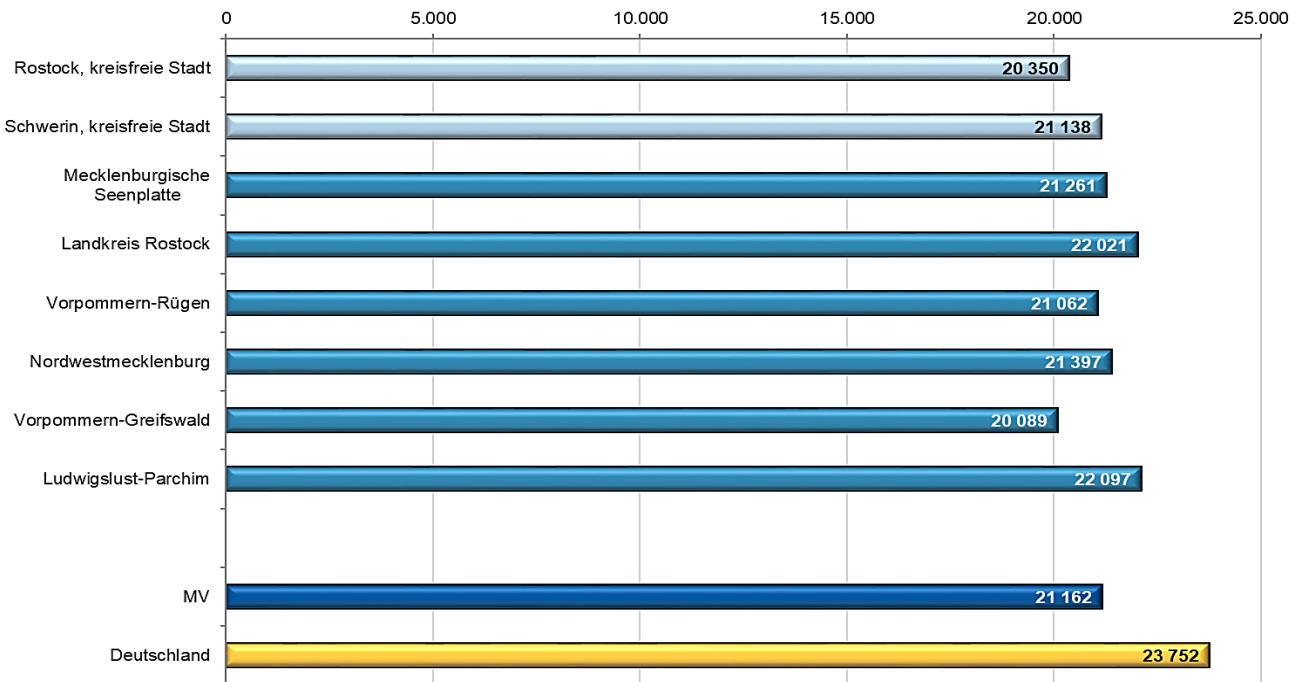 0 5.000 10.000 15.000 20.000 25.000
Rostock, kreisfreie Stadt 20 350
Schwerin, kreisfreie Stadt 21 138
Mecklenburgische
Seenplatte 21 261
Landkreis Rostock 22 021
Vorpommern-Rügen 21 062
Nordwestmecklenburg 21 397
Vorpommern-Greifswald 20 089
Ludwigslust-Parchim 22 097
MV 21 162
Deutschland 23 752